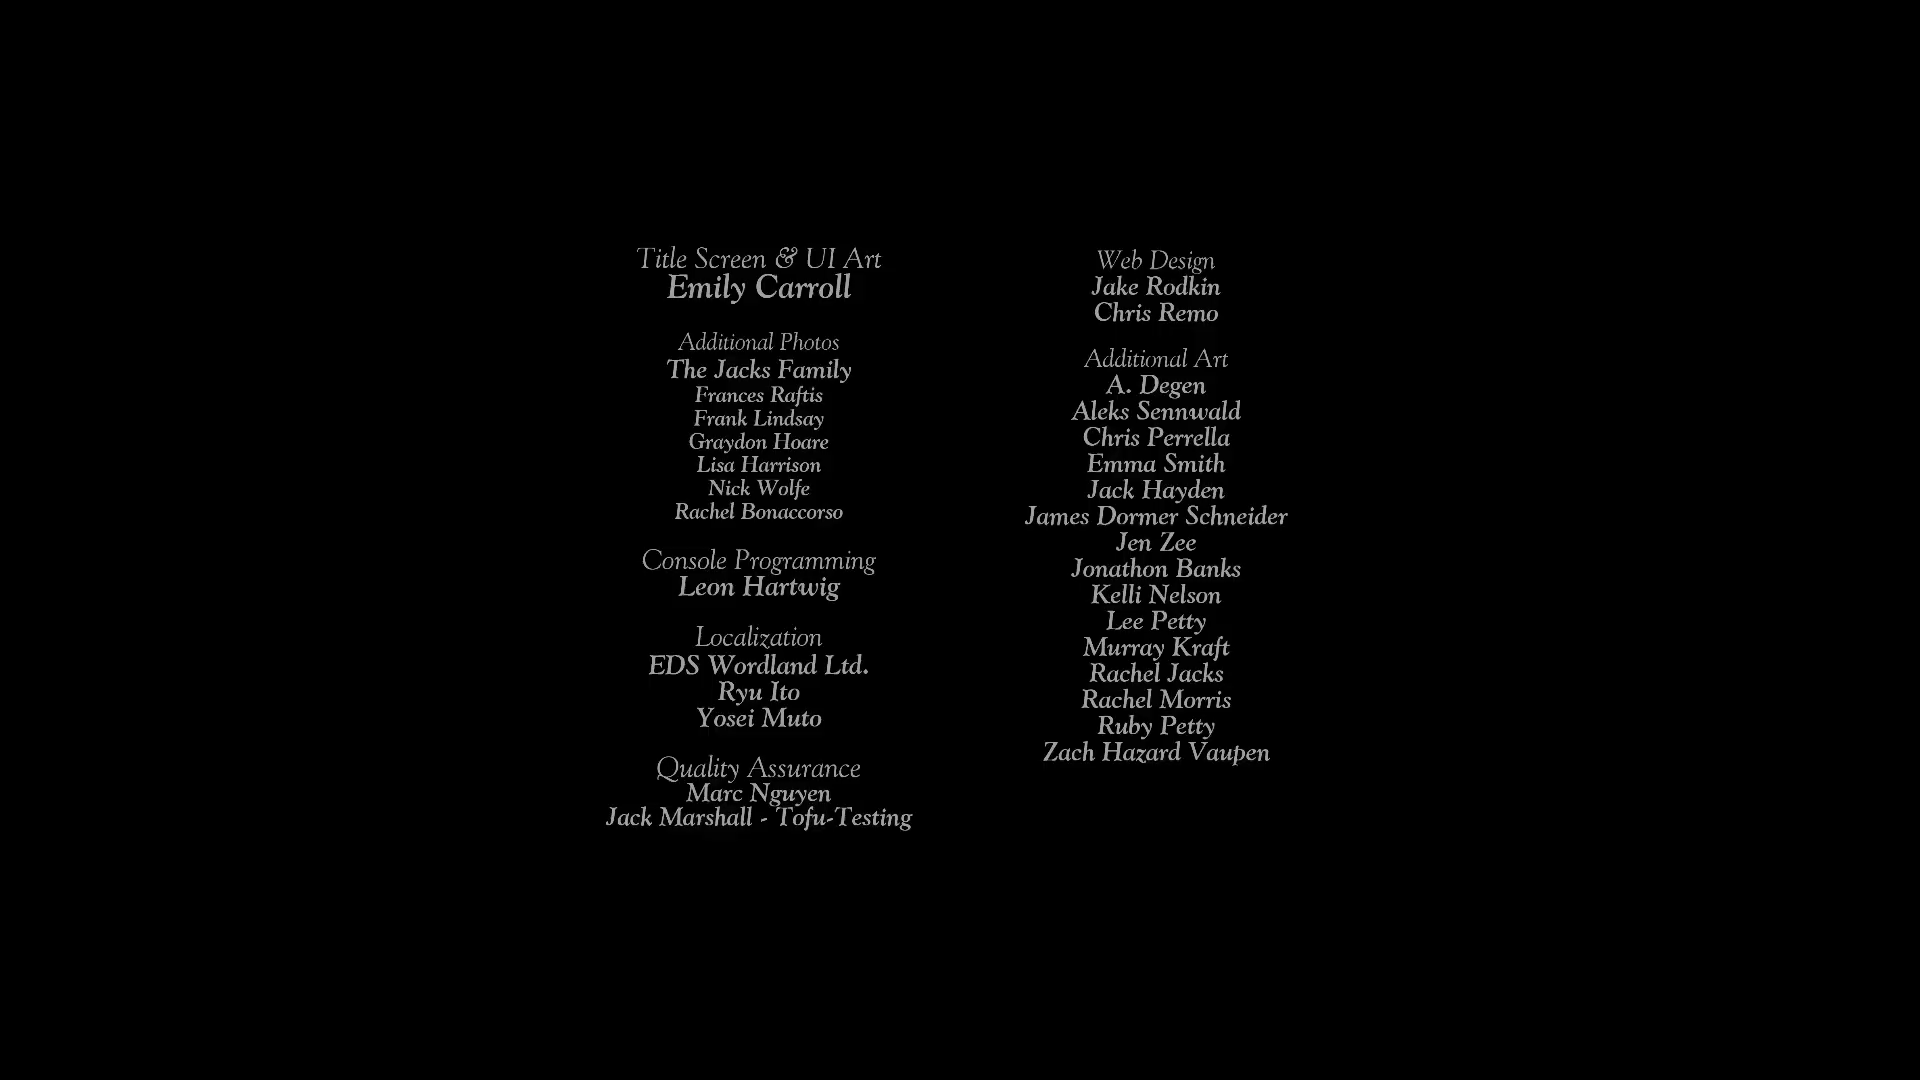 Title Screen & UI Art
Emily Carroll
Additional Photos
The Jacks Family
Frances Raftis
Frank Lindsay
Graydon Hoare
Lisa Harrison
Nick Wolfe
Rachel Bonaccorso
Console Programming
Leon Hartwig
Localization
EDS Wordland Ltd.
Ryu Ito
Yosei Muto
Quality Assurance
Marc Nguyen
Jack Marshall - Tofu-Testing
Web Design
Jake Rodkin
Chris Remo
Additional Art
A. Degen
Aleks Sennwald
Chris Perrella
Emma Smith
Jack Hayden
James Dormer Schneider
Jen Zee
Jonathon Banks
Kelli Nelson
Lee Petty
Murray Kraft
Rachel Jacks
Rachel Morris
Ruby Petty
Zach Hazard Vaupen